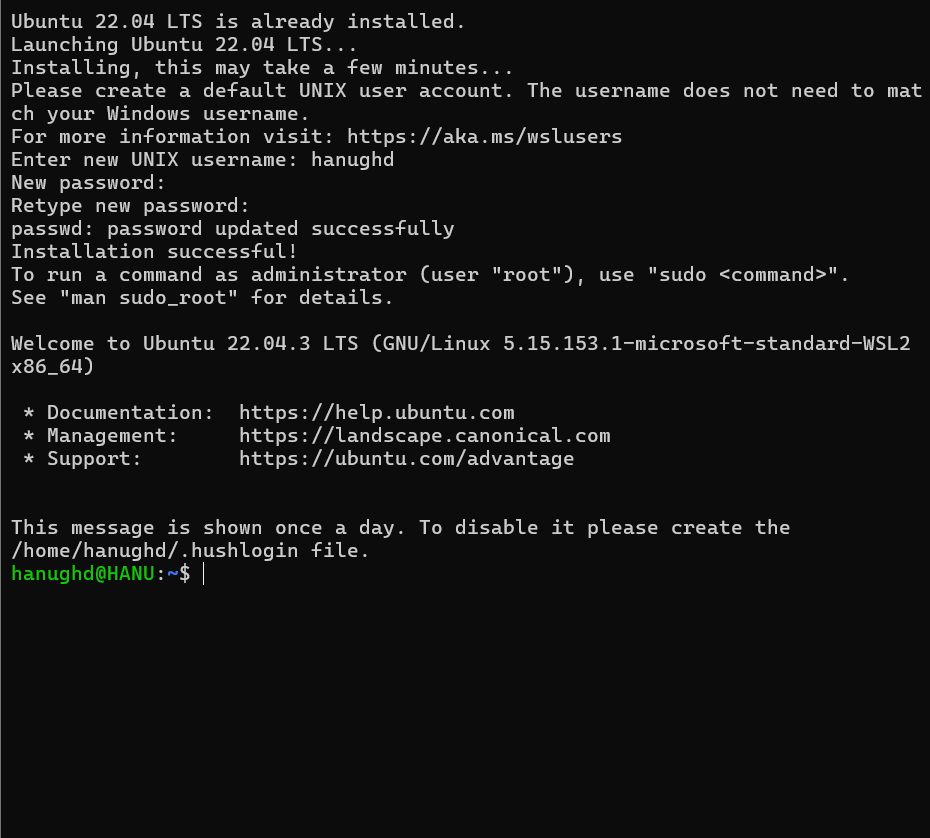 Ubuntu 22.04 LTS is already installed.
Launching Ubuntu 22.04 LTS...
Installing, this may take a few minutes...
Please create a default UNIX user account. The username does not need to mat
ch your Windows username.
For more information visit: https://aka.ms/wslusers
Enter new UNIX username: hanughd
New password:
Retype new password:
passwd: password updated successfully
Installation successful!
To run a command as administrator (user "root"), use "sudo <command>".
See "man sudo_root" for details.

Welcome to Ubuntu 22.04.3 LTS (GNU/Linux 5.15.153.1-microsoft-standard-WSL2
x86_64)

 * Documentation:  https://help.ubuntu.com
 * Management:     https://landscape.canonical.com
 * Support:        https://ubuntu.com/advantage


This message is shown once a day. To disable it please create the
/home/hanughd/.hushlogin file.
hanughd@HANU:~$